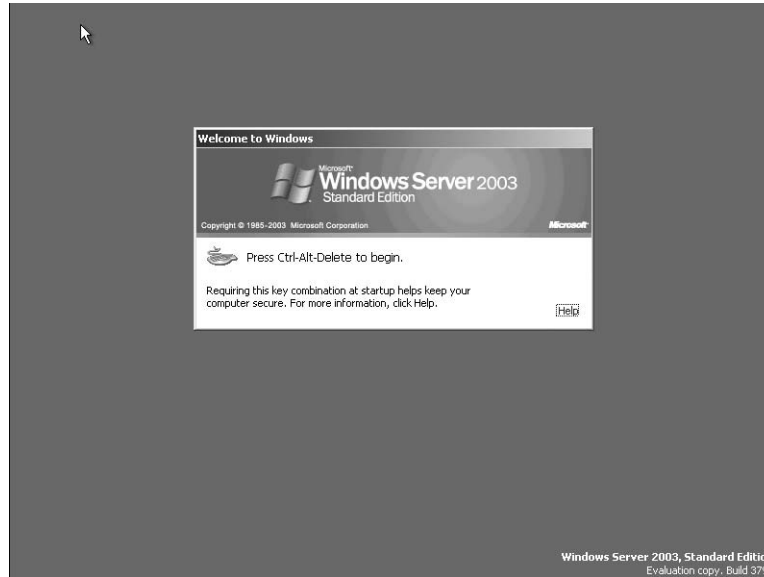 Welcome to Windows
Microsoft
Windows Server 2003
Standard Edition
Copyright © 1985-2003 Microsoft Corporation Microsoft
Press Ctrl-Alt-Delete to begin.
Requiring this key combination at startup helps keep your
computer secure. For more information, click Help.
Help
Windows Server 2003, Standard Editio
Evaluation copy. Build 379